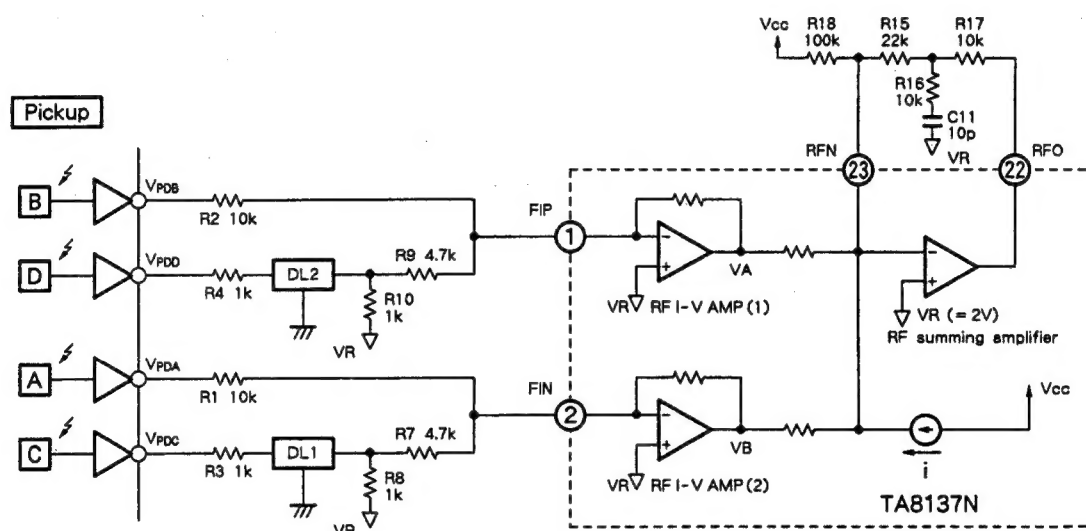 Vcc
R18
100k
R15
22k
R17
10k
R16
10k
C11
10p
VR
RFN
RFO
23
22
Pickup
B
VPDB
R2 10k
FIP
1
D
VPDD
R4 1k
DL2
R9 4.7k
R10
1k
VR
VA
VR RF I-V AMP (1)
VR (=2V)
RF summing amplifier
A
VPDA
R1 10k
FIN
2
Vcc
C
VPDC
R3 1k
DL1
R7 4.7k
R8
1k
VR
VB
VR RF I-V AMP (2)
i
TA8137N